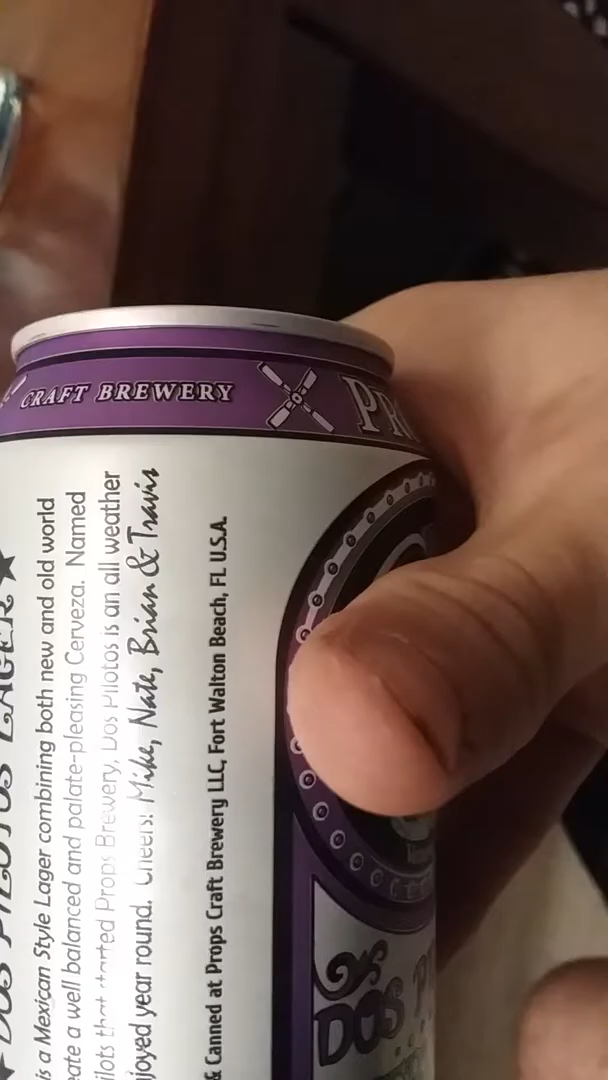 CRAFT BREWERY
DOS PILOTOS LAGER
is a Mexican Style Lager combining both new and old world
a well balanced and palate-pleasing Cerveza. Named
that started Props Brewery, Dos Pilotos is an all weather
year round. Cheers! Mike, Nate, Brian & Travis
& Canned at Props Craft Brewery LLC, Fort Walton Beach, FL U.S.A.
DOS